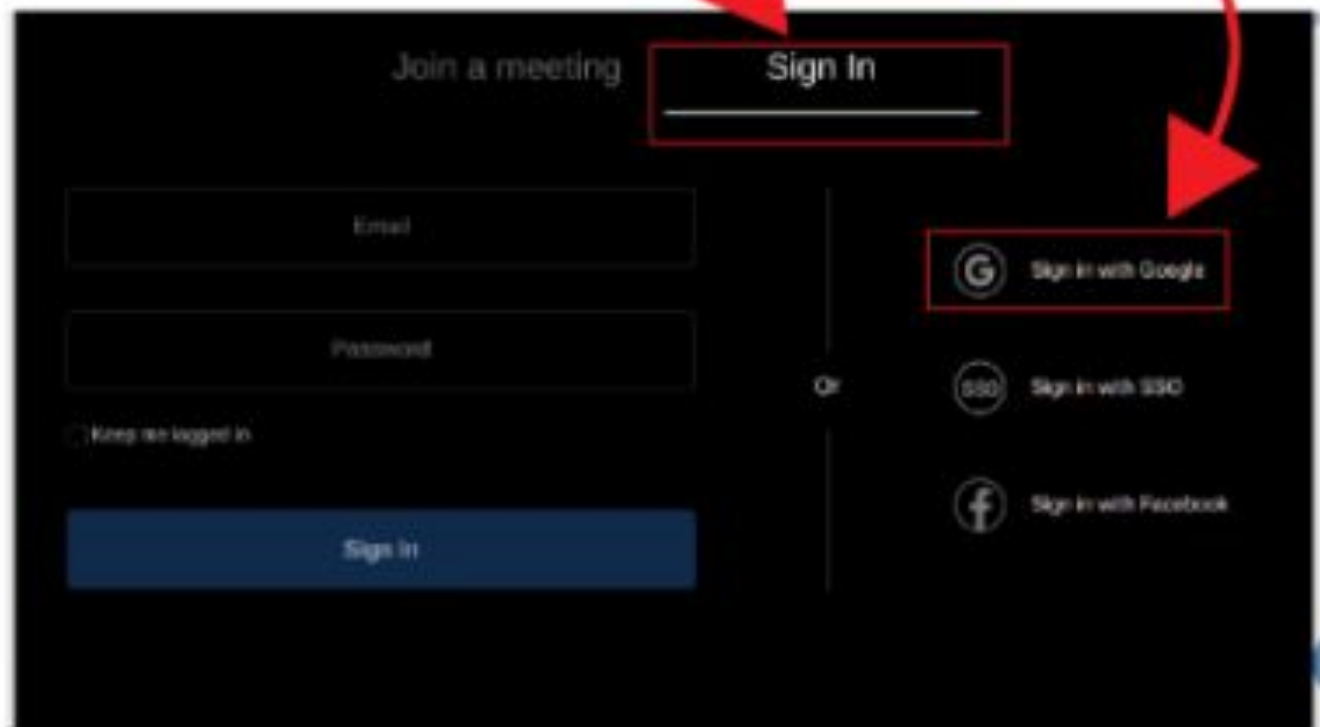 Join a meeting
Sign In
Email
Password
Keep me logged in
Sign In
Or
G
Sign in with Google
SSO
Sign in with SSO
f
Sign in with Facebook